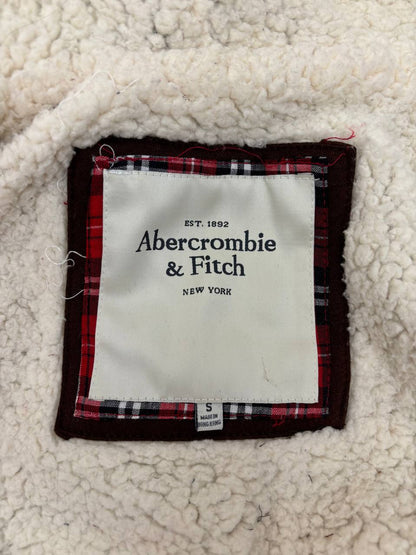 EST. 1892
Abercrombie
& Fitch
NEW YORK
S
MADE IN
HONG KONG